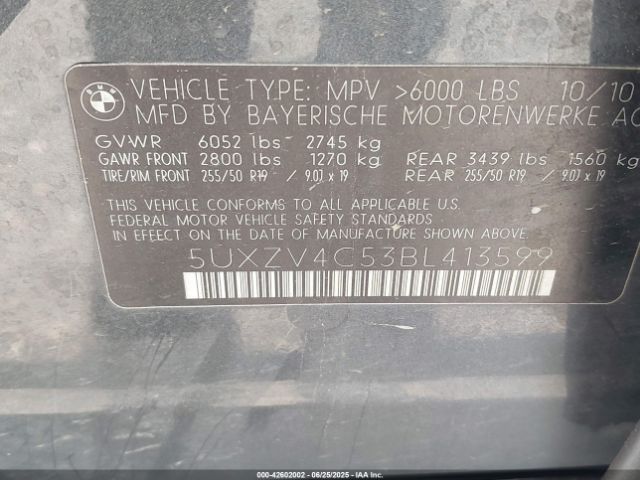 BMW
VEHICLE TYPE: MPV >6000 LBS 10/10
MFD BY BAYERISCHE MOTORENWERKE AG
GVWR 6052 lbs 2745 kg
GAWR FRONT 2800 lbs 1270 kg REAR 3439 lbs 1560 kg
TIRE/RIM FRONT 255/50 R19 / 9.0J x 19 REAR 255/50 R19 / 9.0J x 19
THIS VEHICLE CONFORMS TO ALL APPLICABLE U.S.
FEDERAL MOTOR VEHICLE SAFETY STANDARDS
IN EFFECT ON THE DATE OF MANUFACTURE SHOWN ABOVE.
5UXZV4C53BL413599
000-42602002 - 06/25/2025 - IAAI.COM